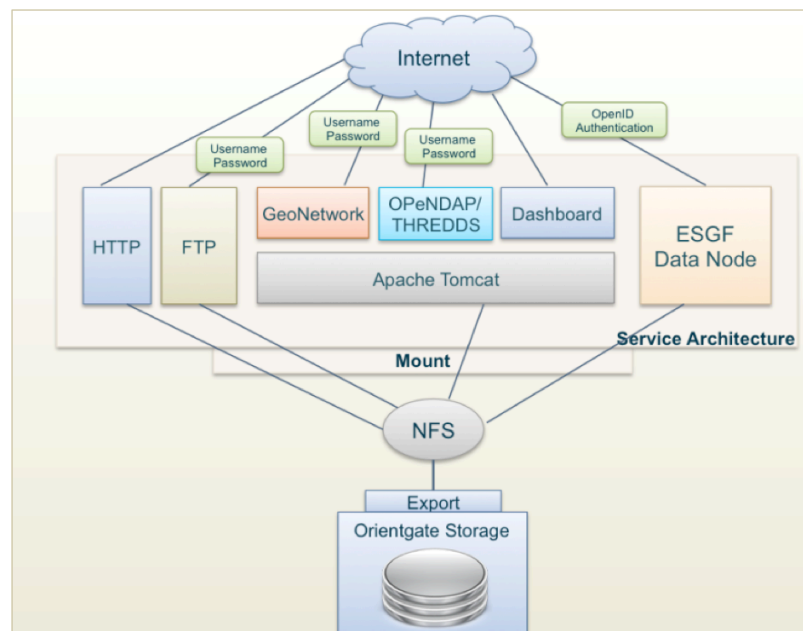 Internet
OpenID
Authentication
Username
Password
Username
Password
Username
Password
HTTP
FTP
GeoNetwork
OPeNDAP/
THREDDS
Dashboard
ESGF
Data Node
Apache Tomcat
Service Architecture
Mount
NFS
Export
Orientgate Storage